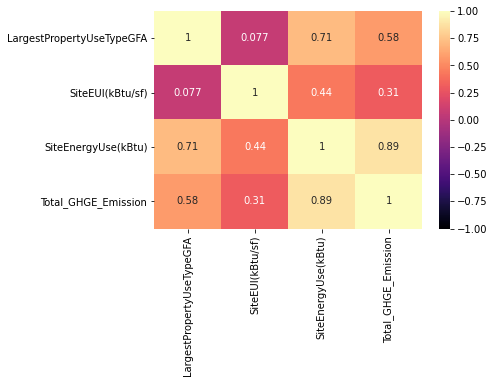 LargestPropertyUseTypeGFA 1 0.077 0.71 0.58
SiteEUI(kBtu/sf) 0.077 1 0.44 0.31
SiteEnergyUse(kBtu) 0.71 0.44 1 0.89
Total_GHGE_Emission 0.58 0.31 0.89 1
LargestPropertyUseTypeGFA
SiteEUI(kBtu/sf)
SiteEnergyUse(kBtu)
Total_GHGE_Emission
1.00
0.75
0.50
0.25
0.00
−0.25
−0.50
−0.75
−1.00